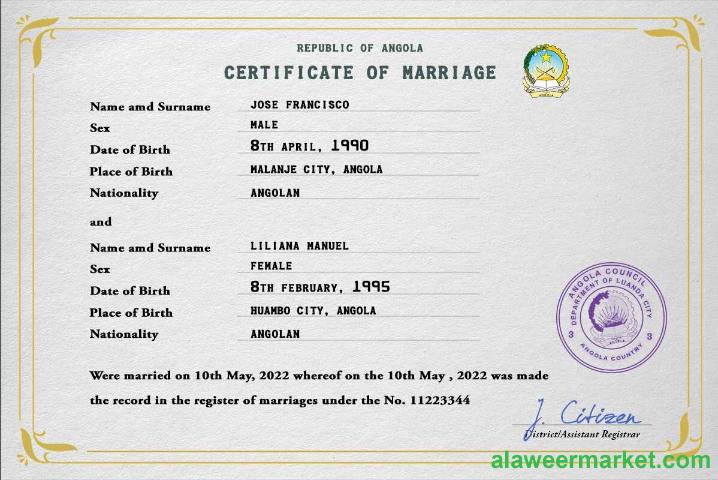 REPUBLIC OF ANGOLA
CERTIFICATE OF MARRIAGE
Name amd Surname JOSE FRANCISCO
Sex MALE
Date of Birth 8TH APRIL, 1990
Place of Birth MALANJE CITY, ANGOLA
Nationality ANGOLAN
and
Name amd Surname LILIANA MANUEL
Sex FEMALE
Date of Birth 8TH FEBRUARY, 1995
Place of Birth HUAMBO CITY, ANGOLA
Nationality ANGOLAN
ANGOLA COUNCIL
DEPARTMENT OF LUANDA CITY
3 3
ANGOLA COUNTRY
Were married on 10th May, 2022 whereof on the 10th May , 2022 was made
the record in the register of marriages under the No. 11223344
J. Citizen
District/Assistant Registrar
alaweermarket.com